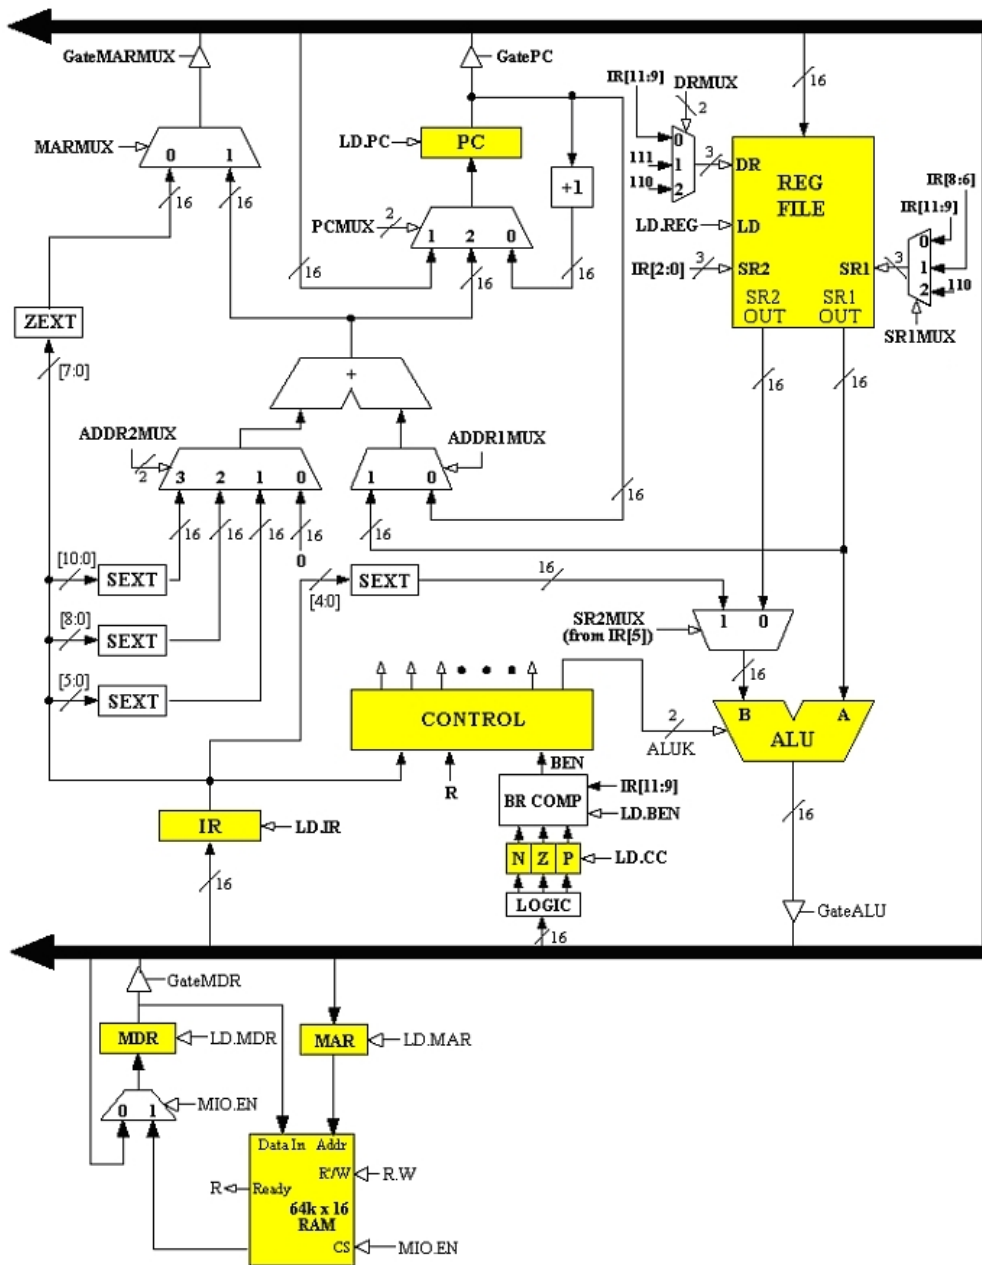 GateMARMUX
GatePC
16
IR[11:9]
DRMUX
2
MARMUX
0 1
LD.PC
PC
+1
0
111 1
110 2
3
DR
REG
FILE
IR[8:6]
IR[11:9]
16
16
PCMUX
2
1 2 0
LD.REG
LD
IR[2:0]
3
SR2
SR1
3
0
1
2
110
16
16
16
ZEXT
SR2
OUT
SR1
OUT
SR1MUX
[7:0]
+
16
16
ADDR2MUX
ADDR1MUX
2
3 2 1 0
1 0
16
16
16
16
16
16
0
[10:0]
SEXT
[4:0]
SEXT
16
[8:0]
SEXT
SR2MUX
(from IR[5])
1 0
[5:0]
SEXT
16
CONTROL
2
ALUK
B
A
ALU
R
BEN
BR COMP
IR[11:9]
LD.BEN
IR
LD.IR
16
N Z P
LD.CC
16
LOGIC
GateALU
16
GateMDR
MDR
LD.MDR
MAR
LD.MAR
0 1
MIO.EN
Data In
Addr
R'/W
R.W
R
Ready
64k x 16
RAM
CS
MIO.EN